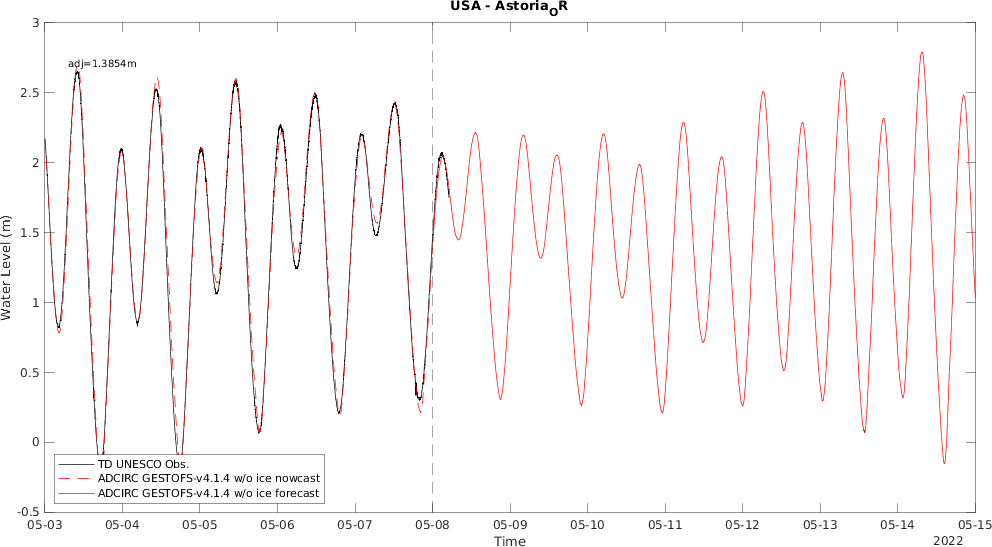 USA - Astoria_OR
adj=1.3854m
3
2.5
2
1.5
1
0.5
0
-0.5
Water Level (m)
TD UNESCO Obs.
ADCIRC GESTOFS-v4.1.4 w/o ice nowcast
ADCIRC GESTOFS-v4.1.4 w/o ice forecast
05-03 05-04 05-05 05-06 05-07 05-08 05-09 05-10 05-11 05-12 05-13 05-14 05-15
Time
2022